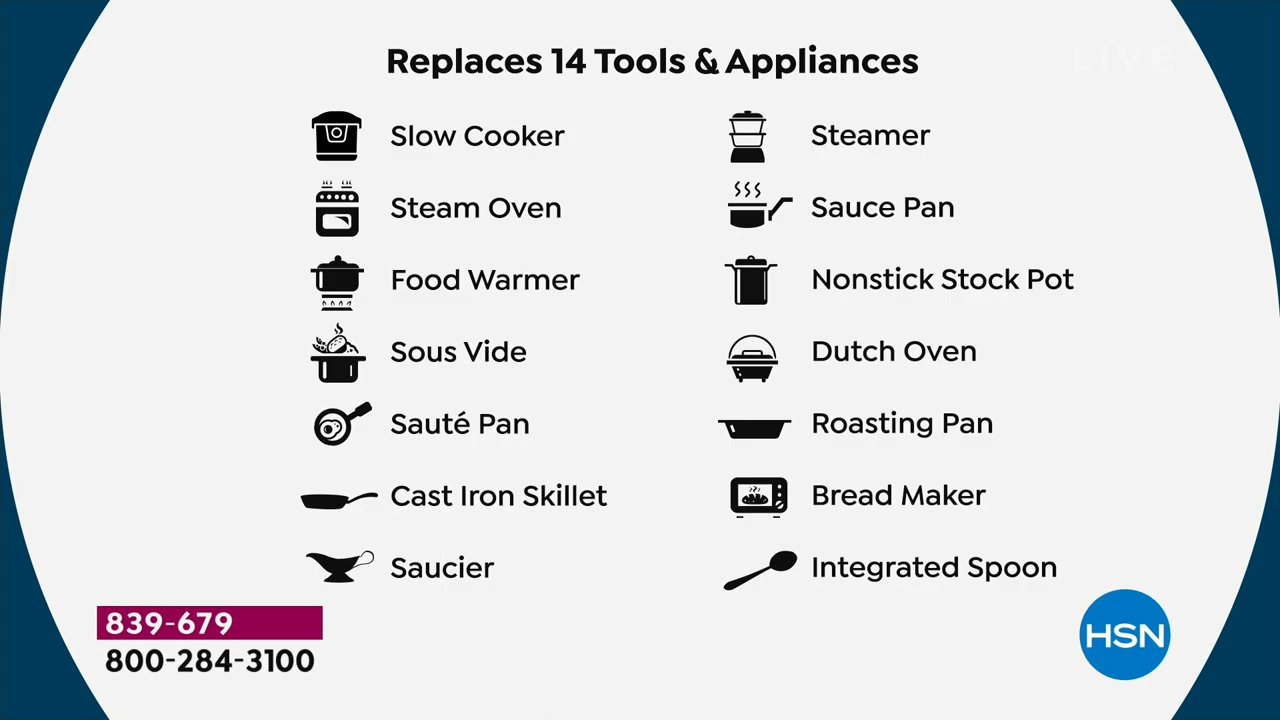 LIVE
Replaces 14 Tools & Appliances
Slow Cooker
Steamer
Steam Oven
Sauce Pan
Food Warmer
Nonstick Stock Pot
Sous Vide
Dutch Oven
Sauté Pan
Roasting Pan
Cast Iron Skillet
Bread Maker
Saucier
Integrated Spoon
839-679
800-284-3100
HSN